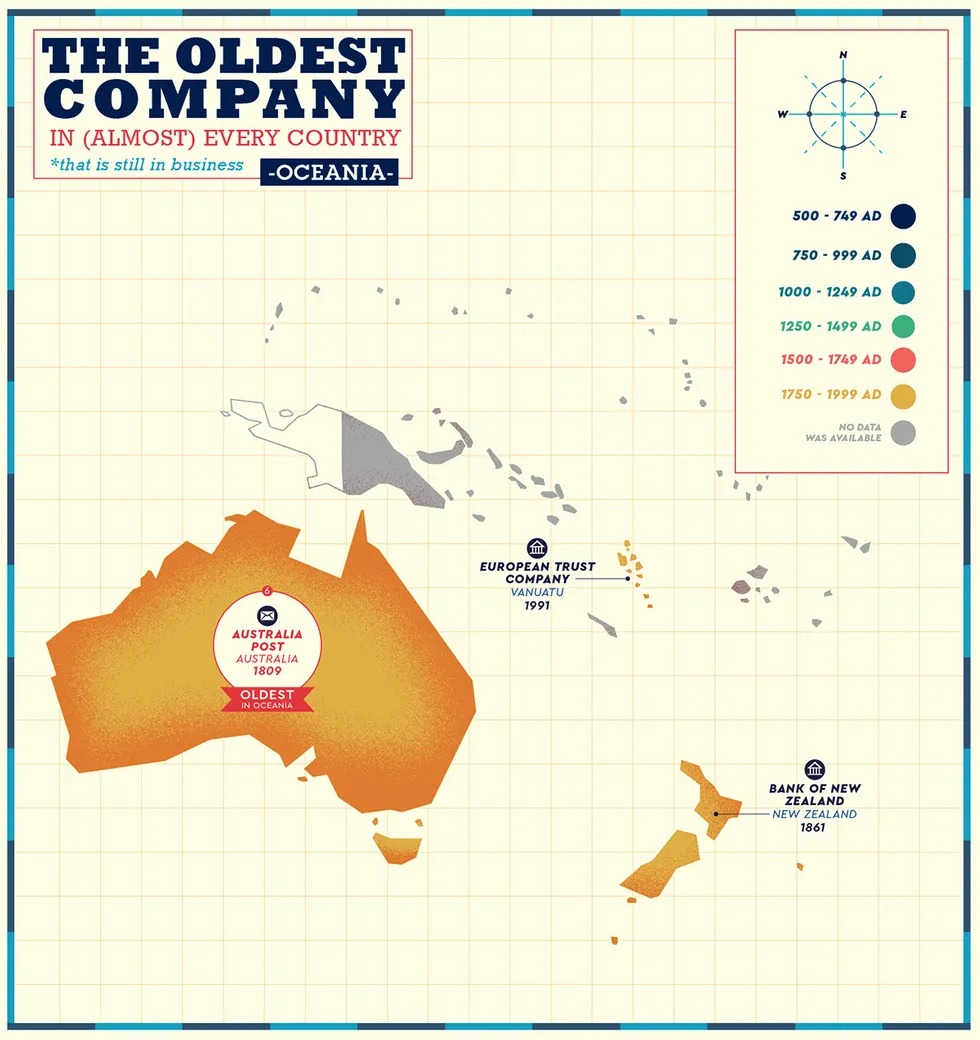 THE OLDEST
COMPANY
IN (ALMOST) EVERY COUNTRY
*that is still in business
-OCEANIA-
N
W
E
S
500 - 749 AD
750 - 999 AD
1000 - 1249 AD
1250 - 1499 AD
1500 - 1749 AD
1750 - 1999 AD
NO DATA
WAS AVAILABLE
EUROPEAN TRUST
COMPANY
VANUATU
1991
6
AUSTRALIA
POST
AUSTRALIA
1809
OLDEST
IN OCEANIA
BANK OF NEW
ZEALAND
NEW ZEALAND
1861